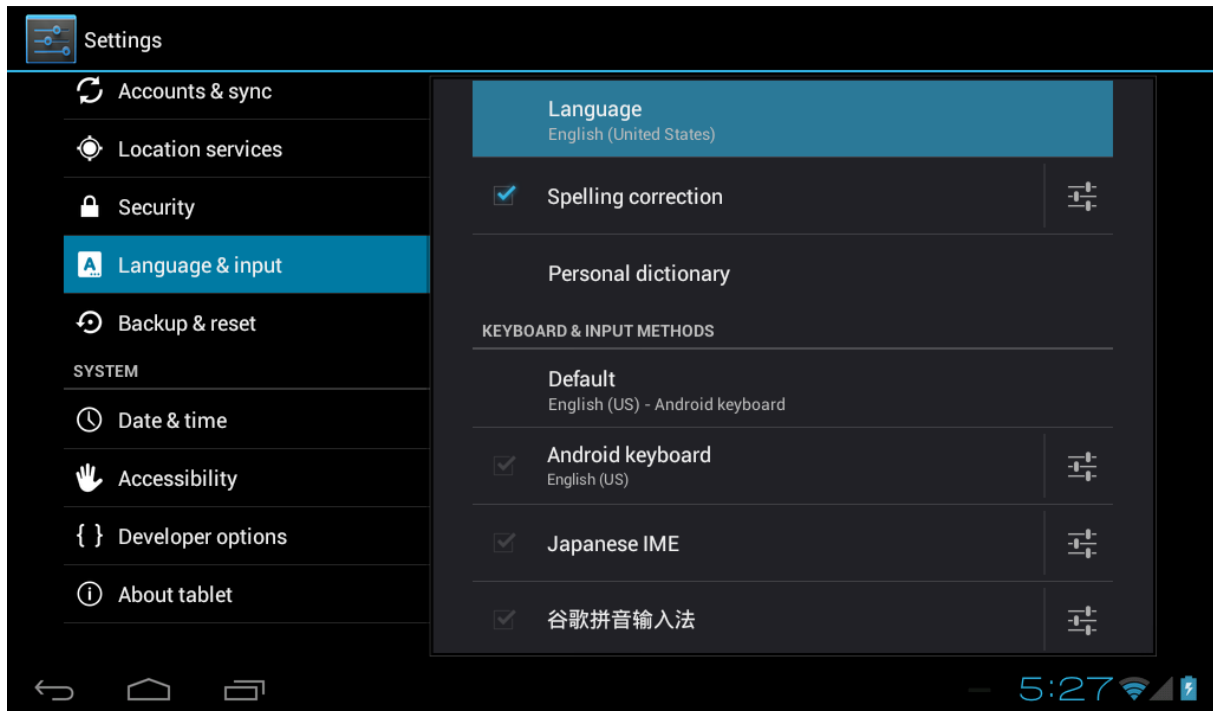 Settings
Accounts & sync
Location services
Security
Language & input
Backup & reset
SYSTEM
Date & time
Accessibility
Developer options
About tablet
Language
English (United States)
Spelling correction
Personal dictionary
KEYBOARD & INPUT METHODS
Default
English (US) - Android keyboard
Android keyboard
English (US)
Japanese IME
谷歌拼音输入法
5:27